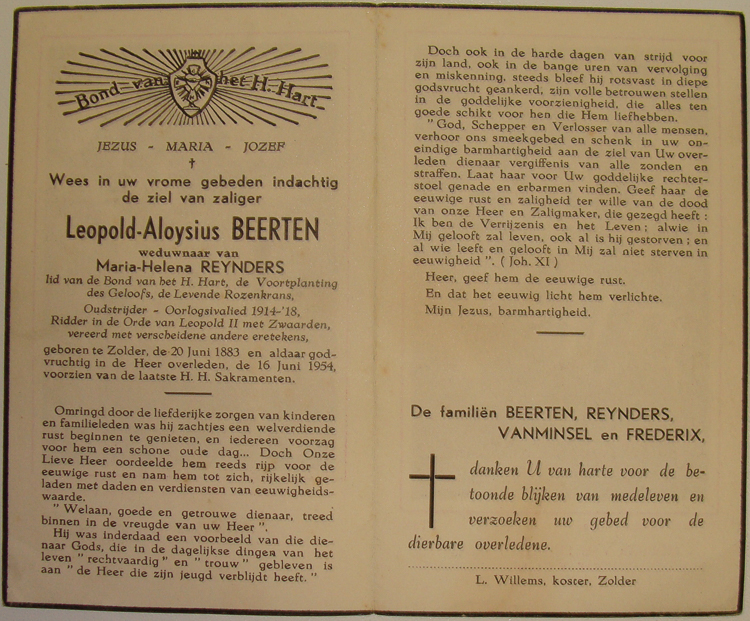 Bond van het H. Hart
JEZUS - MARIA - JOZEF
Wees in uw vrome gebeden indachtig
de ziel van zaliger
Leopold-Aloysius BEERTEN
weduwnaar van
Maria-Helena REYNDERS
lid van de Bond van het H. Hart, de Voortplanting
des Geloofs, de Levende Rozenkrans,
Oudstrijder - Oorlogsivalied 1914-'18,
Ridder in de Orde van Leopold II met Zwaarden,
vereerd met verscheidene andere eretekens,
geboren te Zolder, de 20 Juni 1883 en aldaar god-
vruchtig in de Heer overleden, de 16 Juni 1954,
voorzien van de laatste H. H. Sakramenten.
Omringd door de liefderijke zorgen van kinderen
en familieleden was hij zachtjes een welverdiende
rust beginnen te genieten, en iedereen voorzag
voor hem een schone oude dag... Doch Onze
Lieve Heer oordeelde hem reeds rijp voor de
eeuwige rust en nam hem tot zich, rijkelijk ge-
laden met daden en verdiensten van eeuwigheids-
waarde.
" Welaan, goede en getrouwe dienaar, treed
binnen in de vreugde van uw Heer ".
Hij was inderdaad een voorbeeld van die die-
naar Gods, die in de dagelijkse dingen van het
leven " rechtvaardig " en " trouw " gebleven is
aan " de Heer die zijn jeugd verblijdt heeft. "
Doch ook in de harde dagen van strijd voor
zijn land, ook in de bange uren van vervolging
en miskenning, steeds bleef hij rotsvast in diepe
godsvrucht geankerd, zijn volle betrouwen stellen
in de goddelijke voorzienigheid, die alles ten
goede schikt voor hen die Hem liefhebben.
" God, Schepper en Verlosser van alle mensen,
verhoor ons smeekgebed en schenk in uw on-
eindige barmhartigheid aan de ziel van Uw over-
leden dienaar vergiffenis van alle zonden en
straffen. Laat haar voor Uw goddelijke rechter-
stoel genade en erbarmen vinden. Geef haar de
eeuwige rust en zaligheid ter wille van de dood
van onze Heer en Zaligmaker, die gezegd heeft :
Ik ben de Verrijzenis en het Leven ; alwie in
Mij gelooft zal leven, ook al is hij gestorven ; en
al wie leeft en gelooft in Mij zal niet sterven in
eeuwigheid ". ( Joh. XI )
Heer, geef hem de eeuwige rust.
En dat het eeuwig licht hem verlichte.
Mijn Jezus, barmhartigheid.
De familiën BEERTEN, REYNDERS,
VANMINSEL en FREDERIX,
danken U van harte voor de be-
toonde blijken van medeleven en
verzoeken uw gebed voor de
dierbare overledene.
L. Willems, koster, Zolder